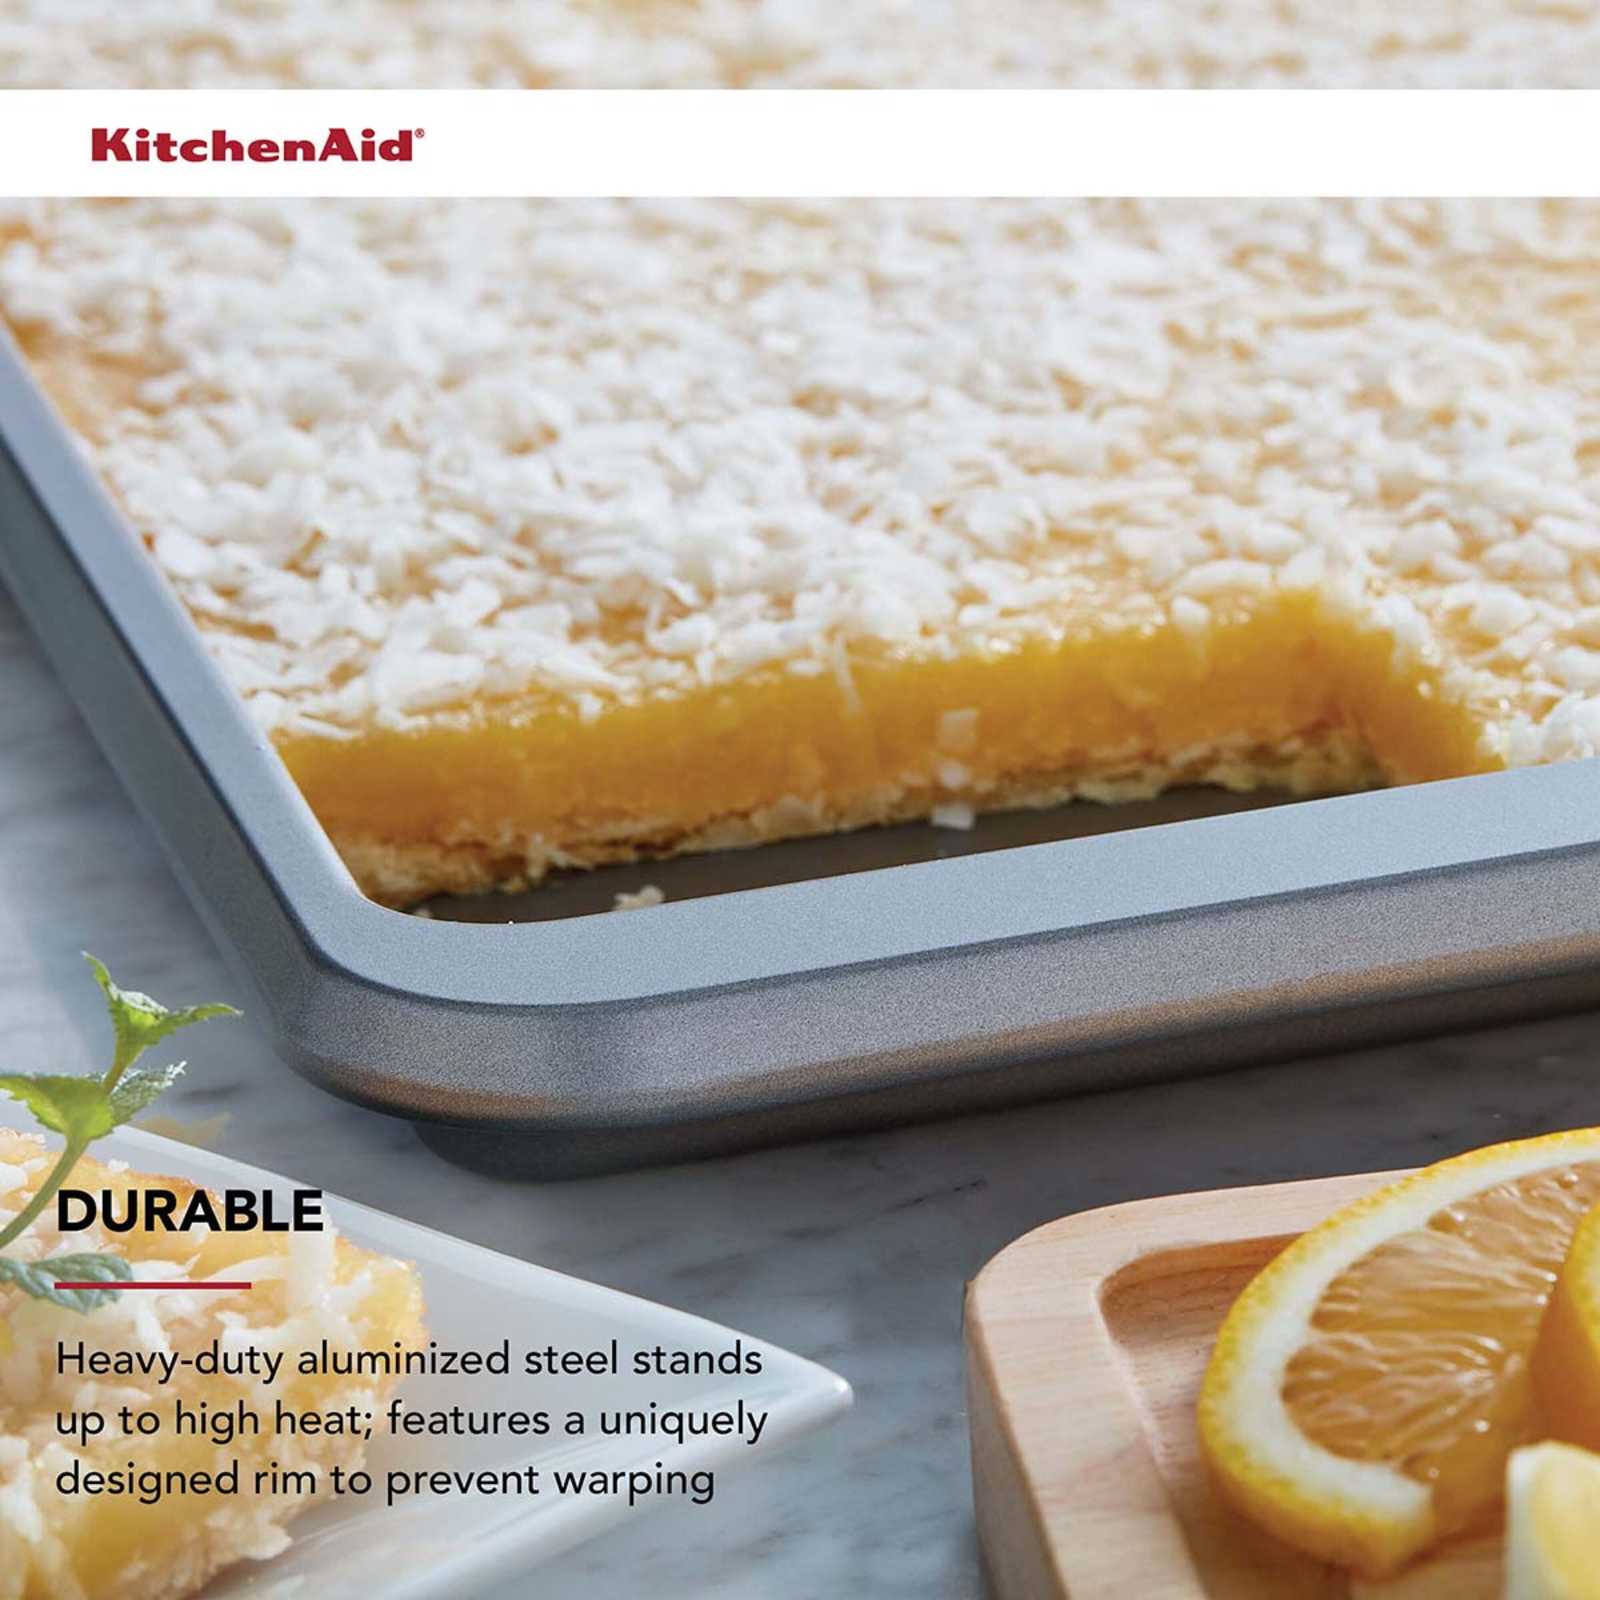 KitchenAid®
DURABLE
Heavy-duty aluminized steel stands
up to high heat; features a uniquely
designed rim to prevent warping